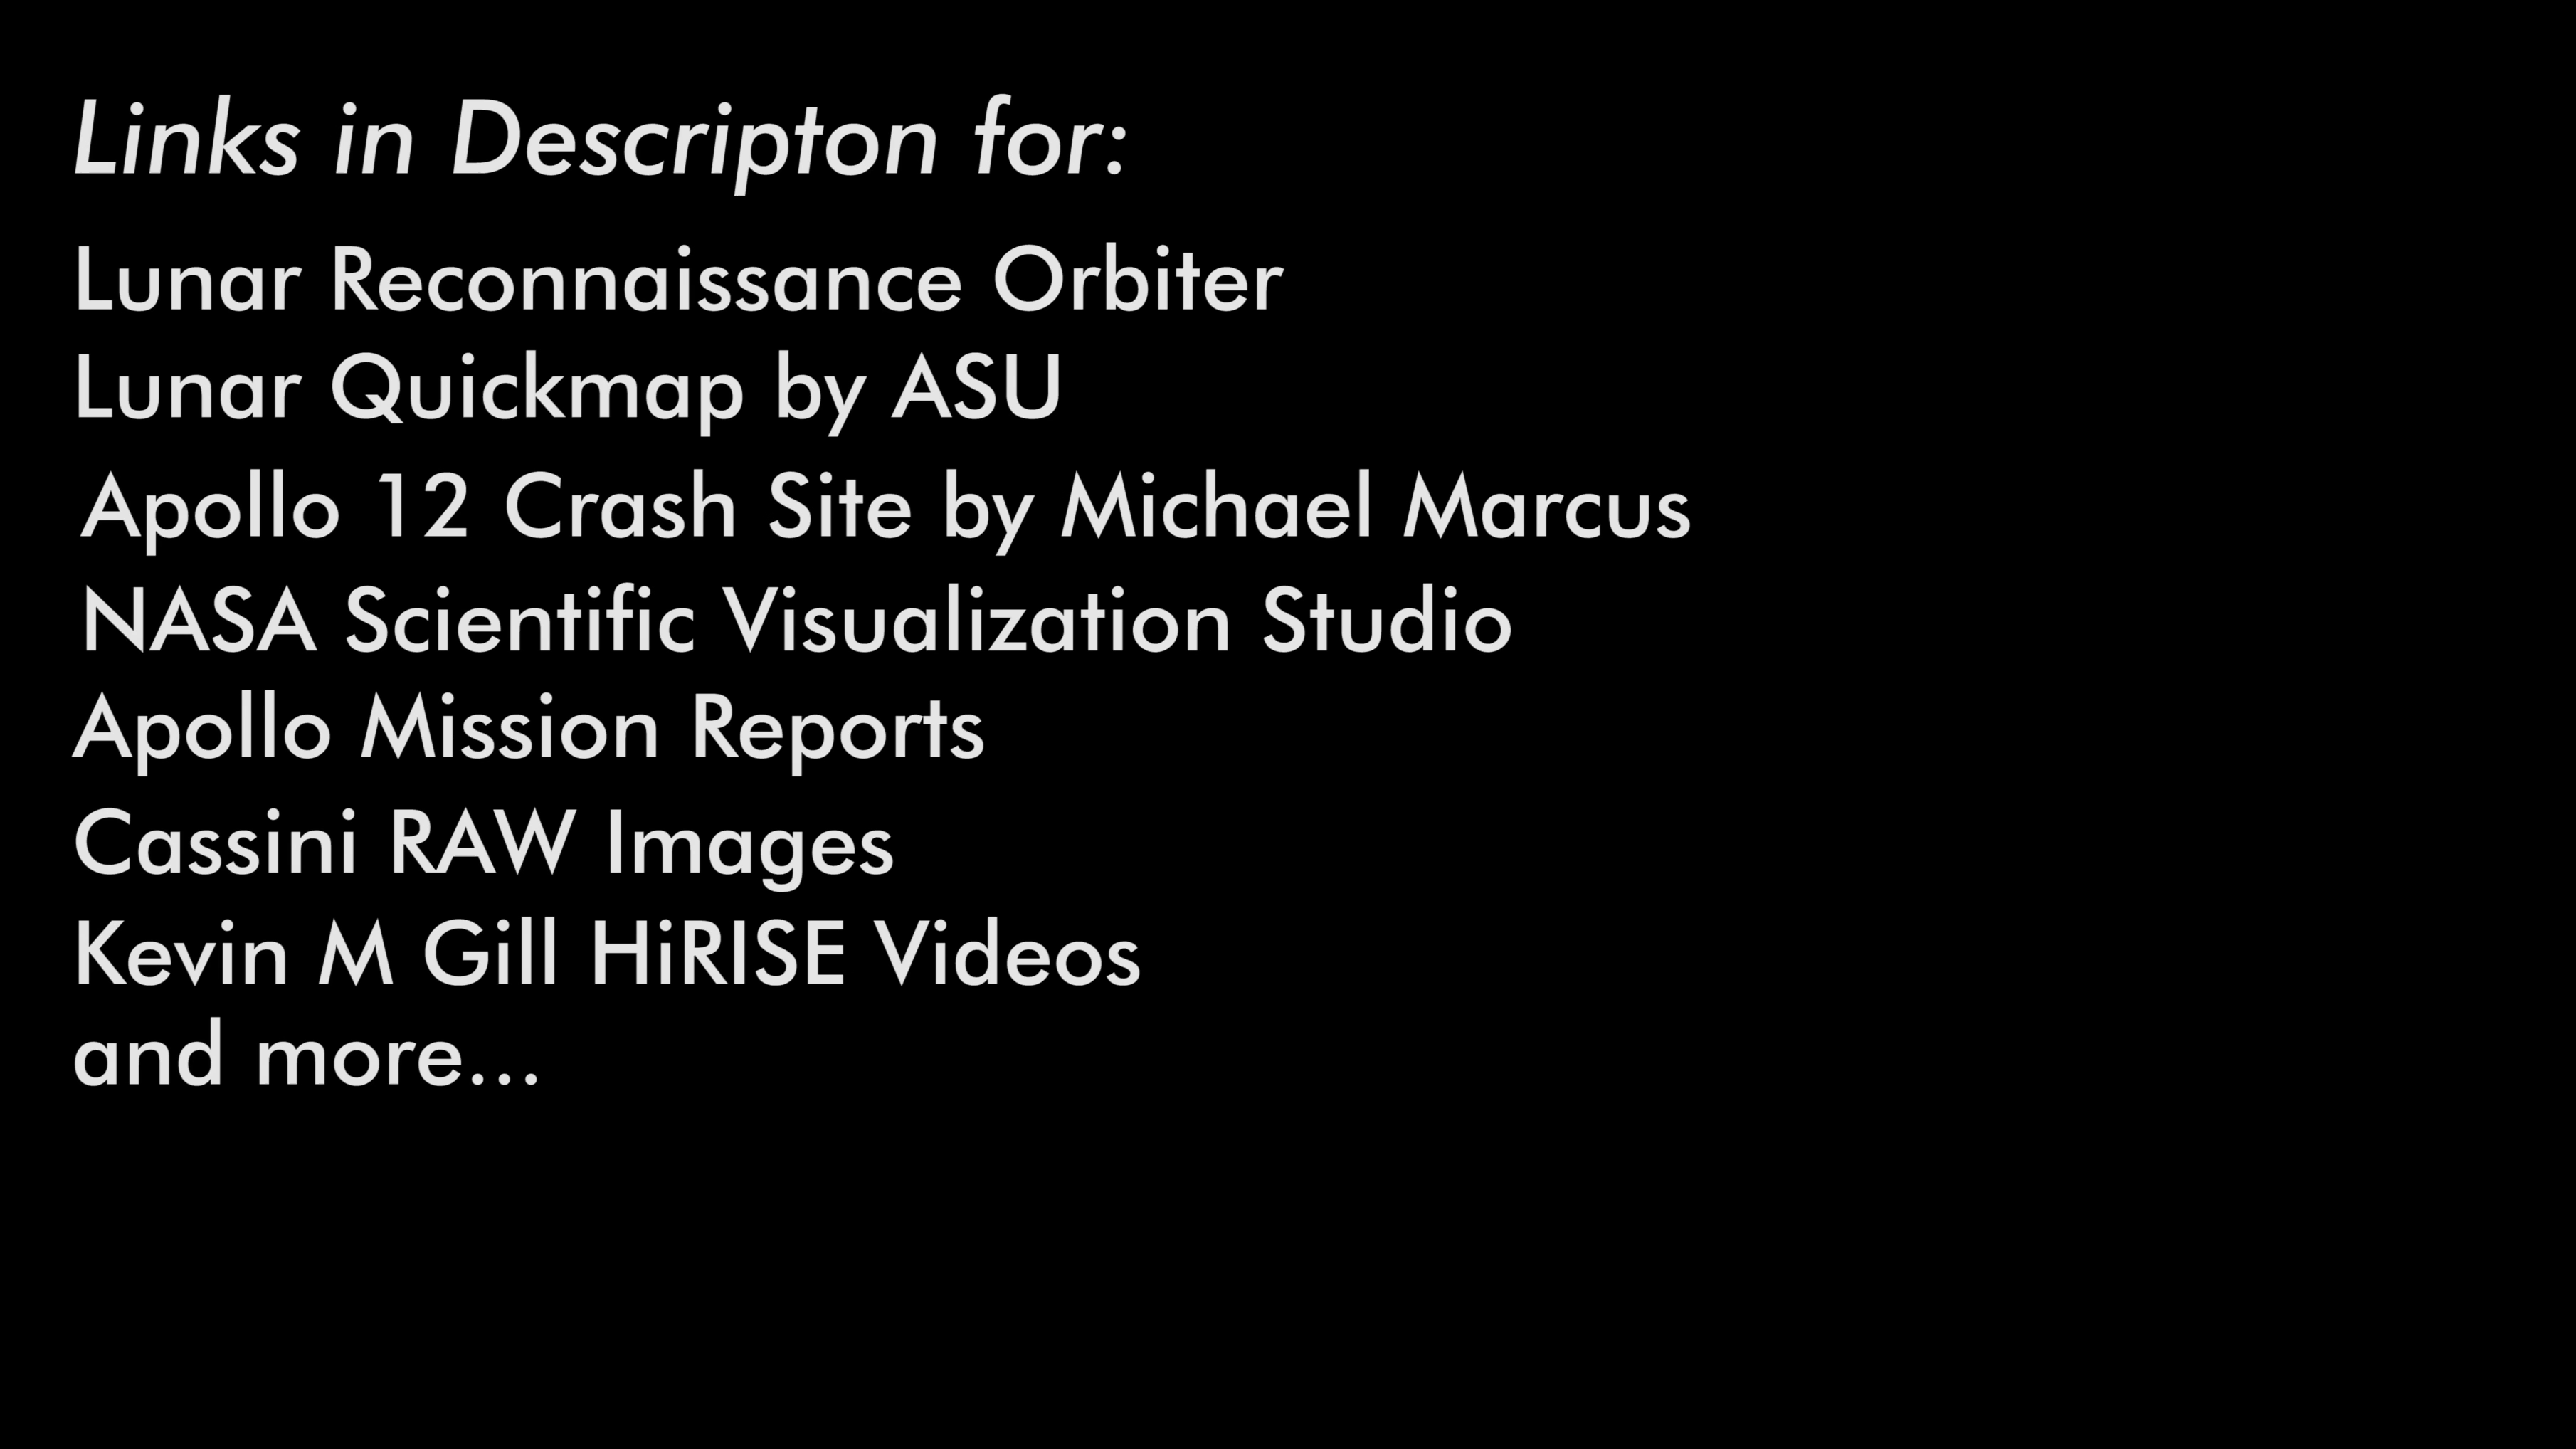 Links in Descripton for:
Lunar Reconnaissance Orbiter
Lunar Quickmap by ASU
Apollo 12 Crash Site by Michael Marcus
NASA Scientific Visualization Studio
Apollo Mission Reports
Cassini RAW Images
Kevin M Gill HiRISE Videos
and more...